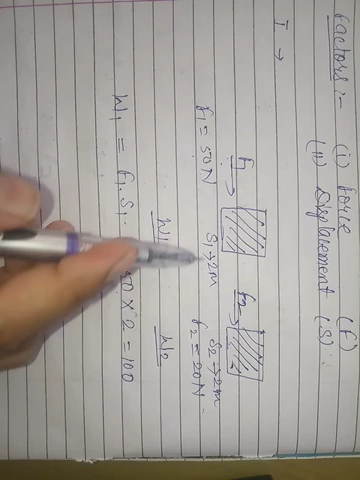 Factors :- (i) Force (F)
(ii) Displacement (S) :
I →
F1 → F2 →
S1 → 2m S2 → 2m
F1 = 50N F2 = 20N
W1 W2
W1 = F1. S1. 50 × 2 = 100